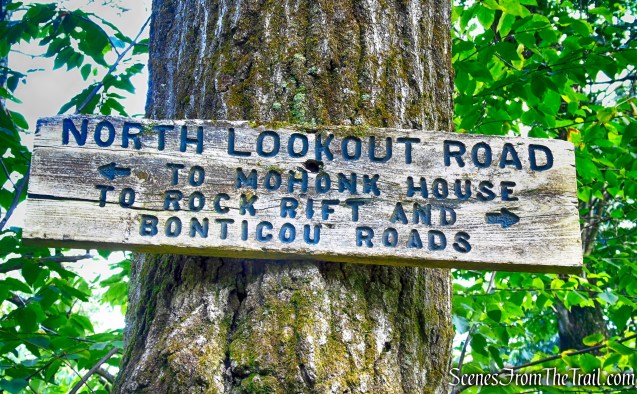 NORTH LOOKOUT ROAD
← TO MOHONK HOUSE
TO ROCK RIFT AND →
BONTICOU ROADS
SCENESFROMTHETRAIL.COM